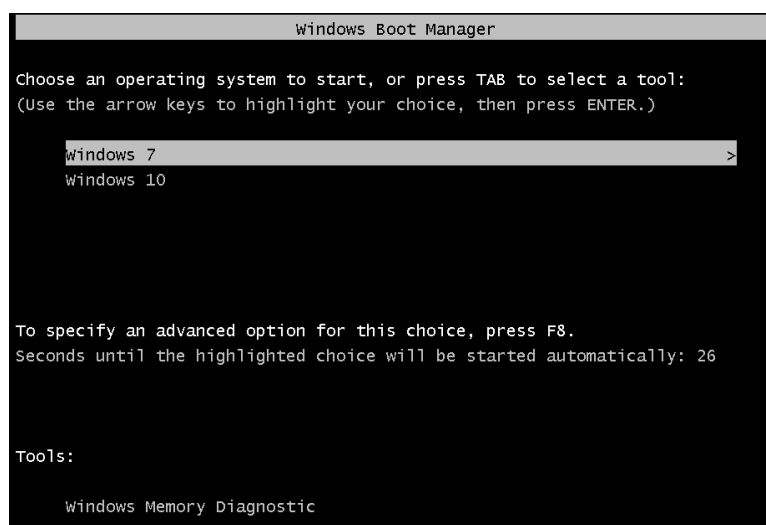 Windows Boot Manager
Choose an operating system to start, or press TAB to select a tool:
(Use the arrow keys to highlight your choice, then press ENTER.)
Windows 7 >
Windows 10
To specify an advanced option for this choice, press F8.
Seconds until the highlighted choice will be started automatically: 26
Tools:
Windows Memory Diagnostic